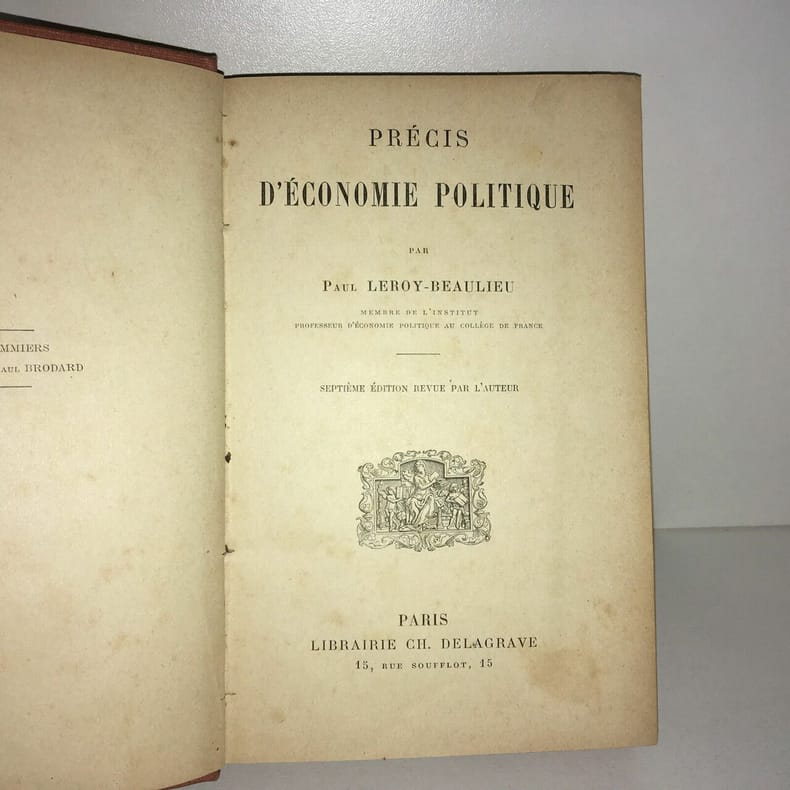 MMIERS
AUL BRODARD
PRÉCIS
D'ÉCONOMIE POLITIQUE
PAR
PAUL LEROY-BEAULIEU
MEMBRE DE L'INSTITUT
PROFESSEUR D'ÉCONOMIE POLITIQUE AU COLLÈGE DE FRANCE
SEPTIÈME ÉDITION REVUE PAR L'AUTEUR
PARIS
LIBRAIRIE CH. DELAGRAVE
15, RUE SOUFFLOT, 15